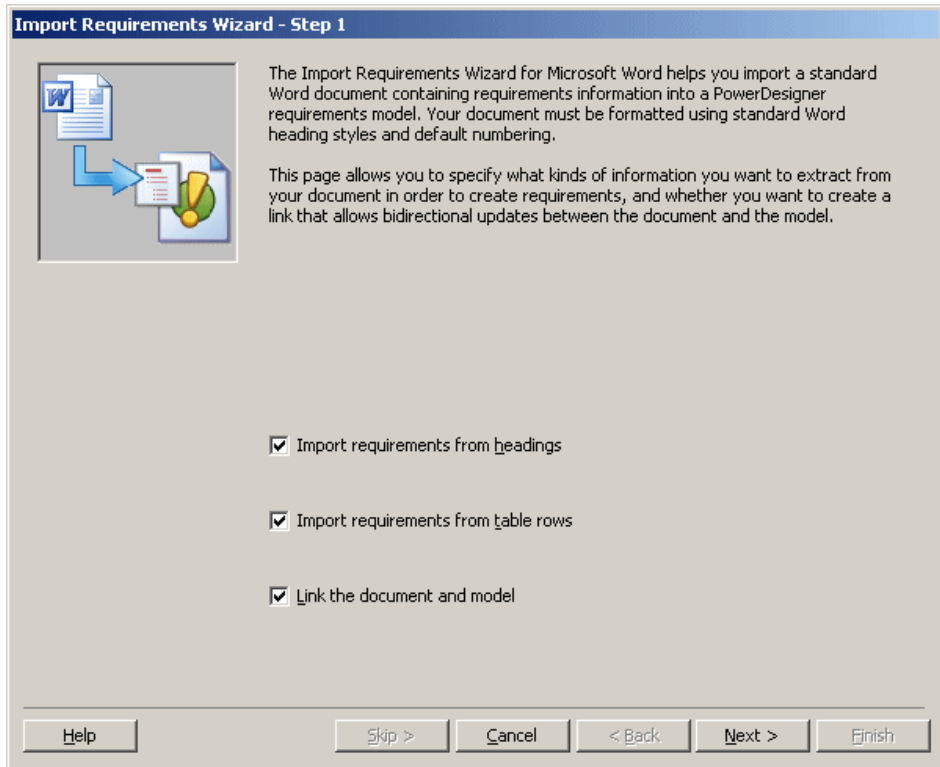 Import Requirements Wizard - Step 1
The Import Requirements Wizard for Microsoft Word helps you import a standard
Word document containing requirements information into a PowerDesigner
requirements model. Your document must be formatted using standard Word
heading styles and default numbering.
This page allows you to specify what kinds of information you want to extract from
your document in order to create requirements, and whether you want to create a
link that allows bidirectional updates between the document and the model.
W
Import requirements from headings
Import requirements from table rows
Link the document and model
Help
Skip >
Cancel
< Back
Next >
Finish